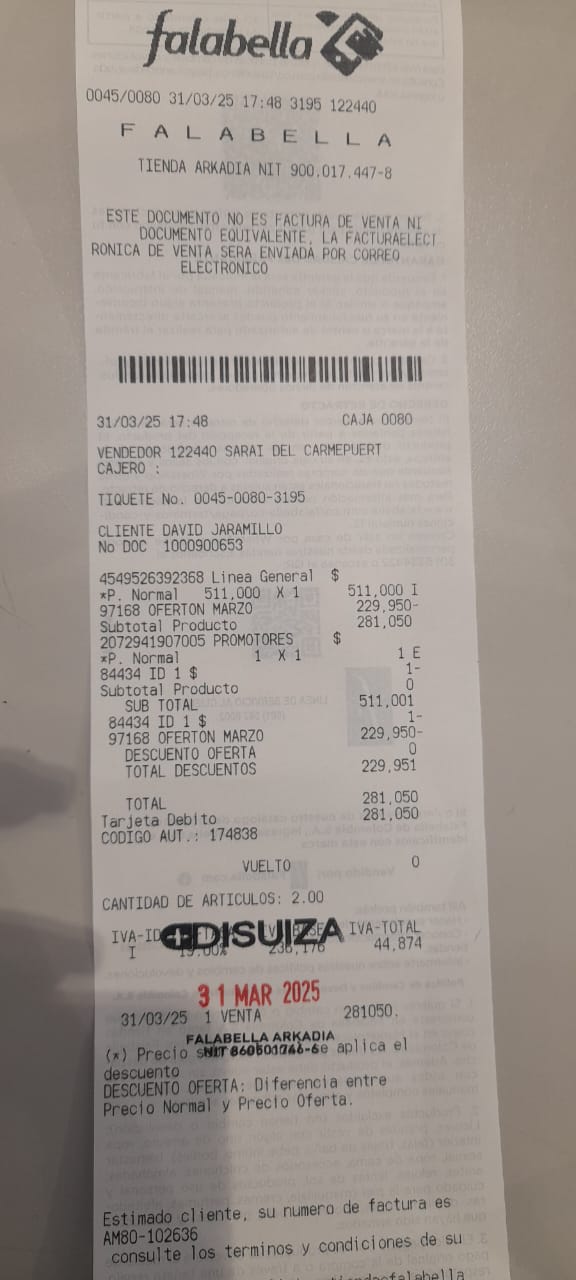 falabella
0045/0080 31/03/25 17:48 3195 122440
F A L A B E L L A
TIENDA ARKADIA NIT 900.017.447-8
ESTE DOCUMENTO NO ES FACTURA DE VENTA NI
DOCUMENTO EQUIVALENTE, LA FACTURAELECT
RONICA DE VENTA SERA ENVIADA POR CORREO
ELECTRONICO
31/03/25 17:48 CAJA 0080
VENDEDOR 122440 SARAI DEL CARMEPUERT
CAJERO :
TIQUETE No. 0045-0080-3195
CLIENTE DAVID JARAMILLO
No DOC 1000900653
4549526392368 Linea General $
*P. Normal 511,000 X 1 511,000 I
97168 OFERTON MARZO 229,950-
Subtotal Producto 281,050
2072941907005 PROMOTORES $
*P. Normal 1 X 1 1 E
84434 ID 1 $ 1-
Subtotal Producto 0
SUB TOTAL 511,001
84434 ID 1 $ 1-
97168 OFERTON MARZO 229,950-
DESCUENTO OFERTA 0
TOTAL DESCUENTOS 229,951
TOTAL 281,050
Tarjeta Debito 281,050
CODIGO AUT.: 174838
VUELTO 0
CANTIDAD DE ARTICULOS: 2.00
IVA-ID DISUIZA IVA-TOTAL
I 19.00% 236,176 44,874
31 MAR 2025
31/03/25 1 VENTA 281050.
FALABELLA ARKADIA
NIT 860501746-6
(*) Precio aplica el
descuento
DESCUENTO OFERTA: Diferencia entre
Precio Normal y Precio Oferta.
Estimado cliente, su numero de factura es
AM80-102636
consulte los terminos y condiciones de su